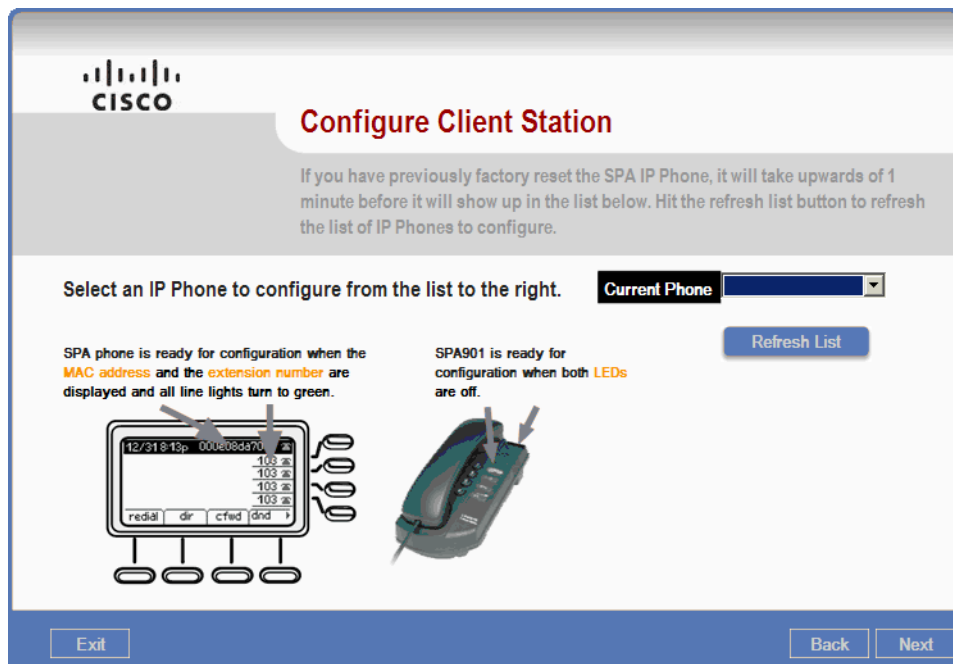 CISCO
Configure Client Station
If you have previously factory reset the SPA IP Phone, it will take upwards of 1
minute before it will show up in the list below. Hit the refresh list button to refresh
the list of IP Phones to configure.
Select an IP Phone to configure from the list to the right.
Current Phone
Refresh List
SPA phone is ready for configuration when the
MAC address and the extension number are
displayed and all line lights turn to green.
SPA901 is ready for
configuration when both LEDs
are off.
12/31 8:13p
103
103
103
103
redial dir cfwd dnd
Exit
Back
Next